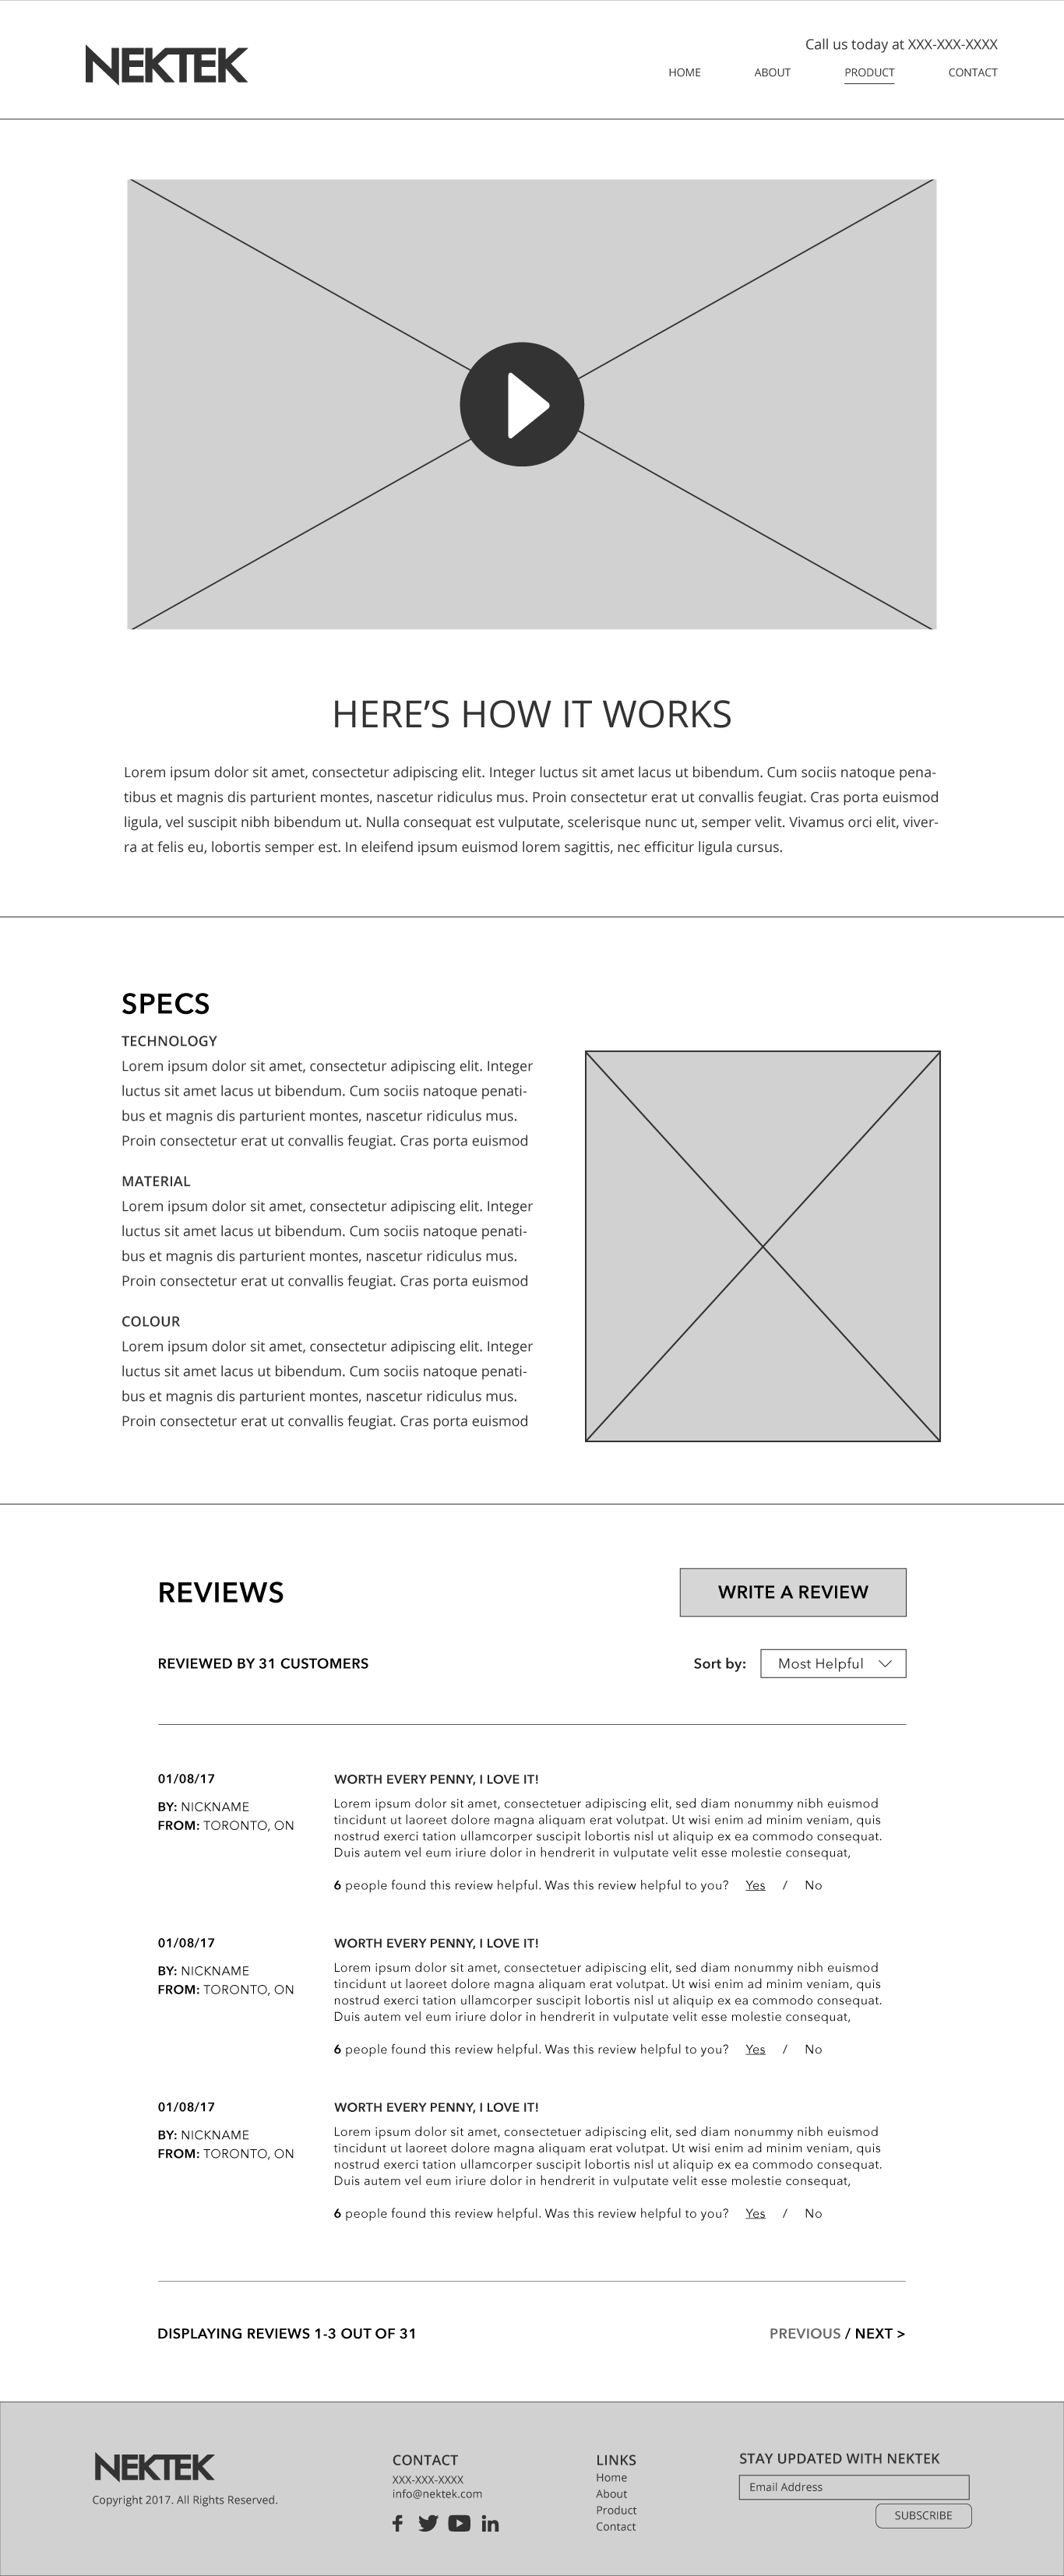 NEKTEK
Call us today at XXX-XXX-XXXX
HOME ABOUT PRODUCT CONTACT
HERE’S HOW IT WORKS
Lorem ipsum dolor sit amet, consectetur adipiscing elit. Integer luctus sit amet lacus ut bibendum. Cum sociis natoque pena-
tibus et magnis dis parturient montes, nascetur ridiculus mus. Proin consectetur erat ut convallis feugiat. Cras porta euismod
ligula, vel suscipit nibh bibendum ut. Nulla consequat est vulputate, scelerisque nunc ut, semper velit. Vivamus orci elit, viver-
ra at felis eu, lobortis semper est. In eleifend ipsum euismod lorem sagittis, nec efficitur ligula cursus.
SPECS
TECHNOLOGY
Lorem ipsum dolor sit amet, consectetur adipiscing elit. Integer
luctus sit amet lacus ut bibendum. Cum sociis natoque penati-
bus et magnis dis parturient montes, nascetur ridiculus mus.
Proin consectetur erat ut convallis feugiat. Cras porta euismod
MATERIAL
Lorem ipsum dolor sit amet, consectetur adipiscing elit. Integer
luctus sit amet lacus ut bibendum. Cum sociis natoque penati-
bus et magnis dis parturient montes, nascetur ridiculus mus.
Proin consectetur erat ut convallis feugiat. Cras porta euismod
COLOUR
Lorem ipsum dolor sit amet, consectetur adipiscing elit. Integer
luctus sit amet lacus ut bibendum. Cum sociis natoque penati-
bus et magnis dis parturient montes, nascetur ridiculus mus.
Proin consectetur erat ut convallis feugiat. Cras porta euismod
REVIEWS
WRITE A REVIEW
REVIEWED BY 31 CUSTOMERS
Sort by: Most Helpful
01/08/17
BY: NICKNAME
FROM: TORONTO, ON
WORTH EVERY PENNY, I LOVE IT!
Lorem ipsum dolor sit amet, consectetuer adipiscing elit, sed diam nonummy nibh euismod
tincidunt ut laoreet dolore magna aliquam erat volutpat. Ut wisi enim ad minim veniam, quis
nostrud exerci tation ullamcorper suscipit lobortis nisl ut aliquip ex ea commodo consequat.
Duis autem vel eum iriure dolor in hendrerit in vulputate velit esse molestie consequat,
6 people found this review helpful. Was this review helpful to you? Yes / No
01/08/17
BY: NICKNAME
FROM: TORONTO, ON
WORTH EVERY PENNY, I LOVE IT!
Lorem ipsum dolor sit amet, consectetuer adipiscing elit, sed diam nonummy nibh euismod
tincidunt ut laoreet dolore magna aliquam erat volutpat. Ut wisi enim ad minim veniam, quis
nostrud exerci tation ullamcorper suscipit lobortis nisl ut aliquip ex ea commodo consequat.
Duis autem vel eum iriure dolor in hendrerit in vulputate velit esse molestie consequat,
6 people found this review helpful. Was this review helpful to you? Yes / No
01/08/17
BY: NICKNAME
FROM: TORONTO, ON
WORTH EVERY PENNY, I LOVE IT!
Lorem ipsum dolor sit amet, consectetuer adipiscing elit, sed diam nonummy nibh euismod
tincidunt ut laoreet dolore magna aliquam erat volutpat. Ut wisi enim ad minim veniam, quis
nostrud exerci tation ullamcorper suscipit lobortis nisl ut aliquip ex ea commodo consequat.
Duis autem vel eum iriure dolor in hendrerit in vulputate velit esse molestie consequat,
6 people found this review helpful. Was this review helpful to you? Yes / No
DISPLAYING REVIEWS 1-3 OUT OF 31
PREVIOUS / NEXT >
NEKTEK
Copyright 2017. All Rights Reserved.
CONTACT
XXX-XXX-XXXX
info@nektek.com
LINKS
Home
About
Product
Contact
STAY UPDATED WITH NEKTEK
Email Address
SUBSCRIBE